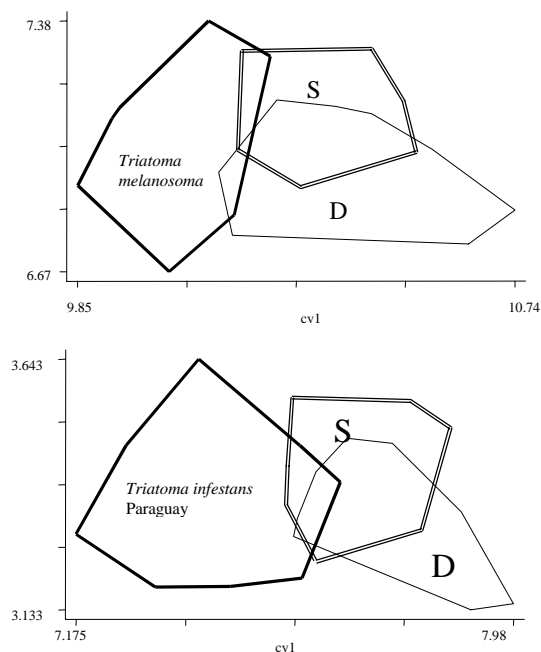 7.38
S
Triatoma
melanosoma
D
6.67
9.85
10.74
cv1
3.643
S
Triatoma infestans
Paraguay
D
3.133
7.175
7.98
cv1